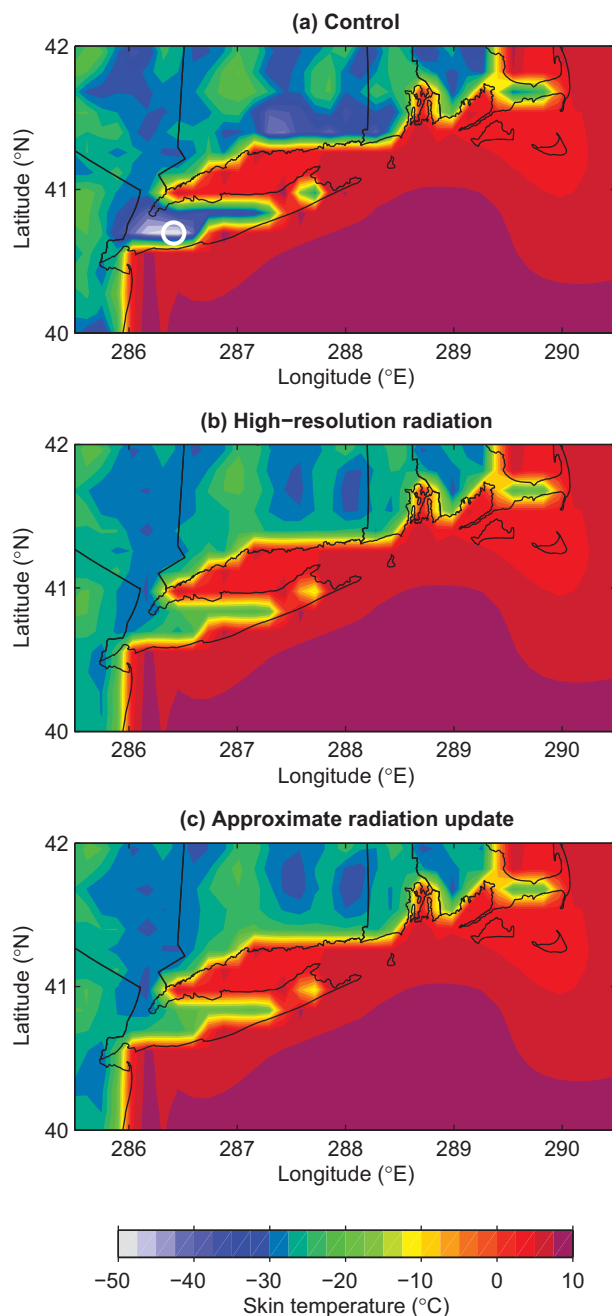 (a) Control
42
41
40
Latitude (°N)
286 287 288 289 290
Longitude (°E)
(b) High−resolution radiation
42
41
40
Latitude (°N)
286 287 288 289 290
Longitude (°E)
(c) Approximate radiation update
42
41
40
Latitude (°N)
286 287 288 289 290
Longitude (°E)
−50 −40 −30 −20 −10 0 10
Skin temperature (°C)